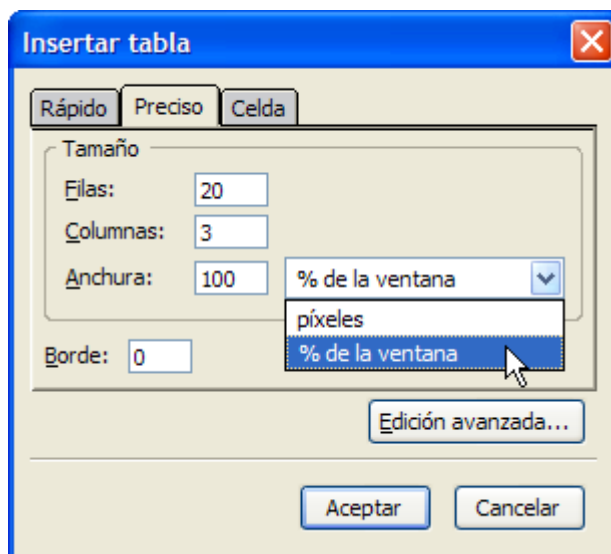 Insertar tabla
Rápido Preciso Celda
Tamaño
Filas: 20
Columnas: 3
Anchura: 100 % de la ventana
píxeles
% de la ventana
Borde: 0
Edición avanzada...
Aceptar Cancelar